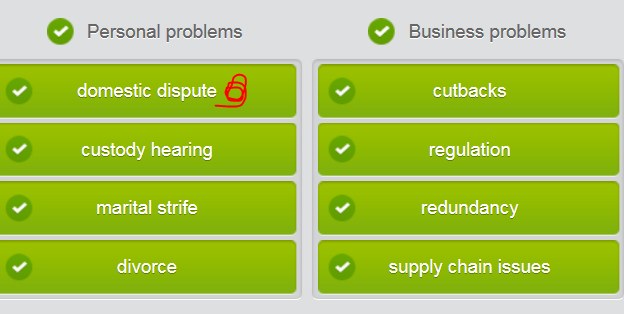 Personal problems
domestic dispute
custody hearing
marital strife
divorce
Business problems
cutbacks
regulation
redundancy
supply chain issues